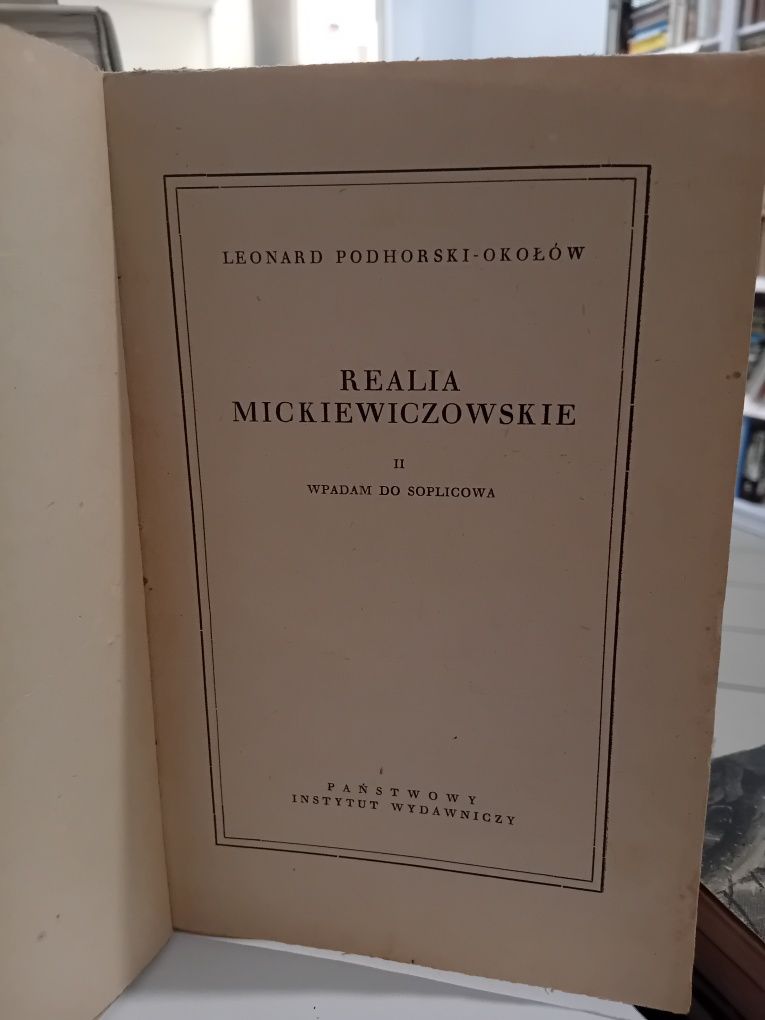 LEONARD PODHORSKI-OKOŁÓW
REALIA
MICKIEWICZOWSKIE
II
WPADAM DO SOPLICOWA
PAŃSTWOWY
INSTYTUT WYDAWNICZY